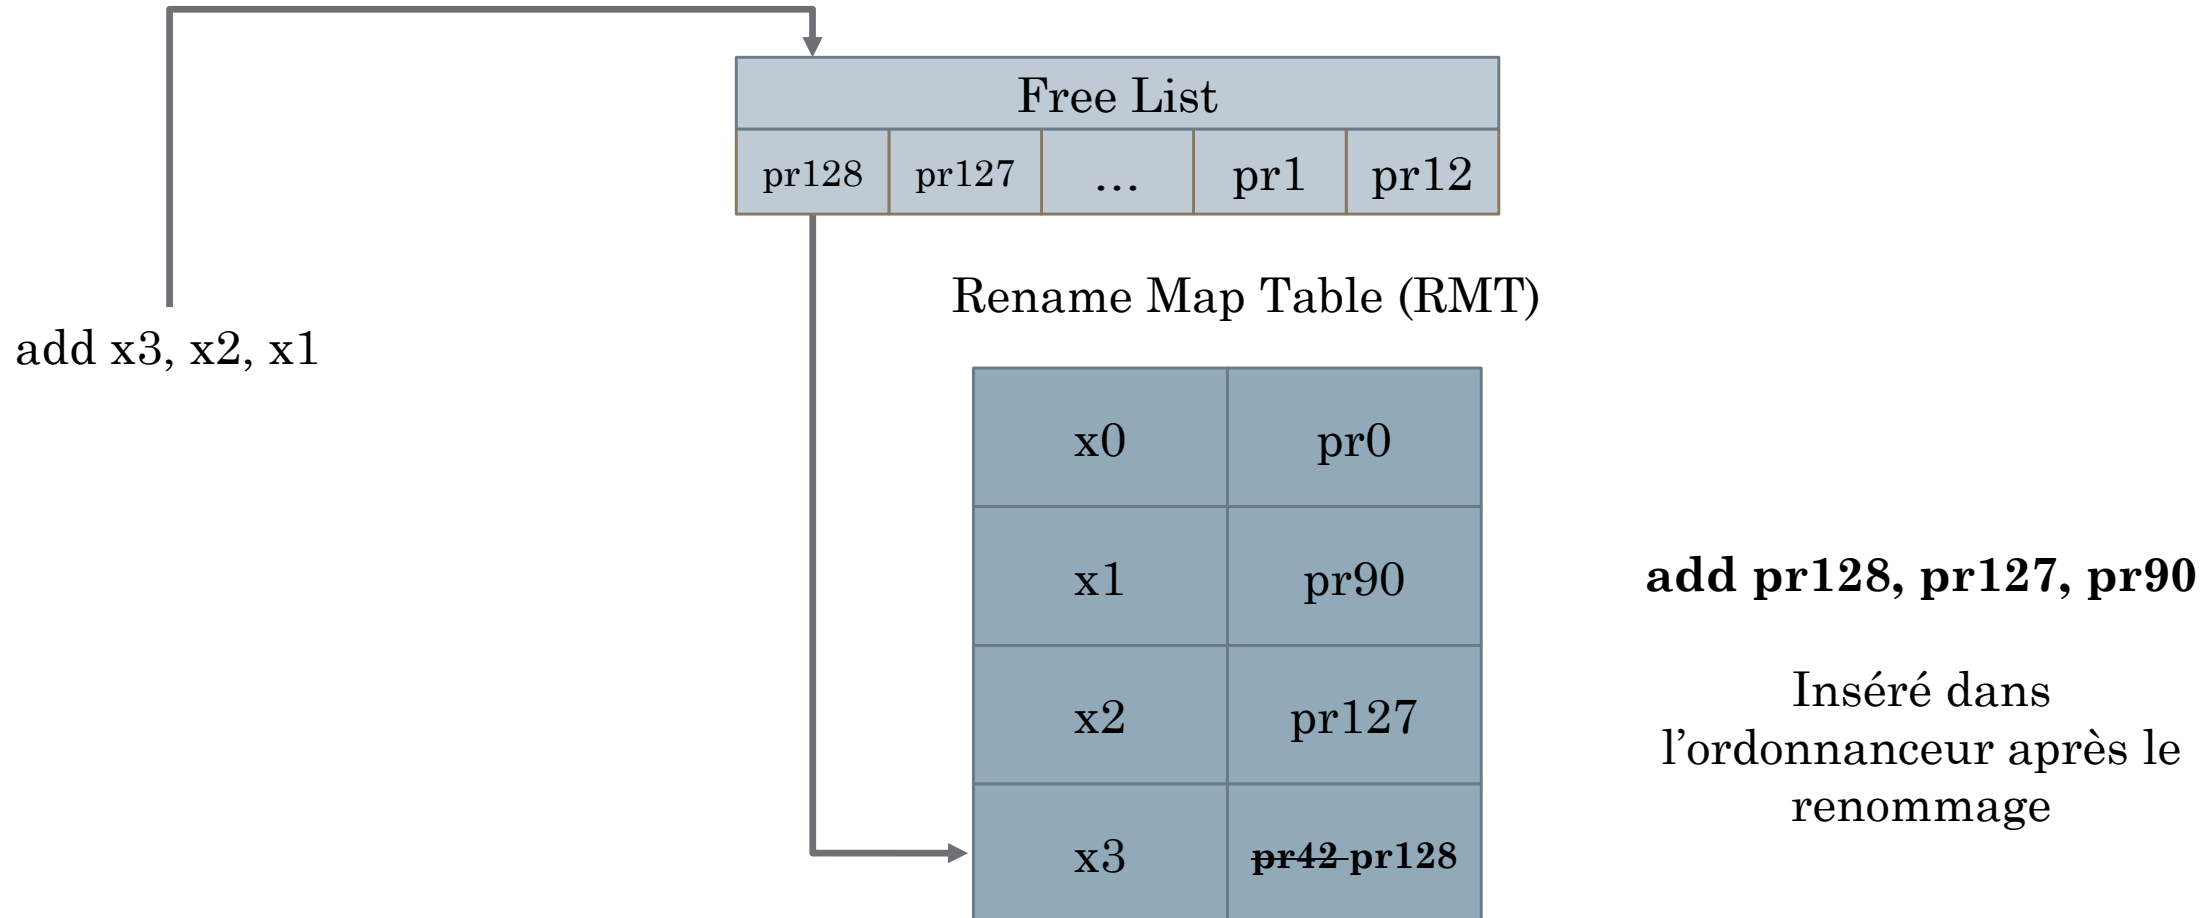 Free List
pr128 pr127 ... pr1 pr12
Rename Map Table (RMT)
add x3, x2, x1
x0 pr0
x1 pr90
add pr128, pr127, pr90
x2 pr127
Inséré dans
l'ordonnanceur après le
renommage
x3 pr42 pr128